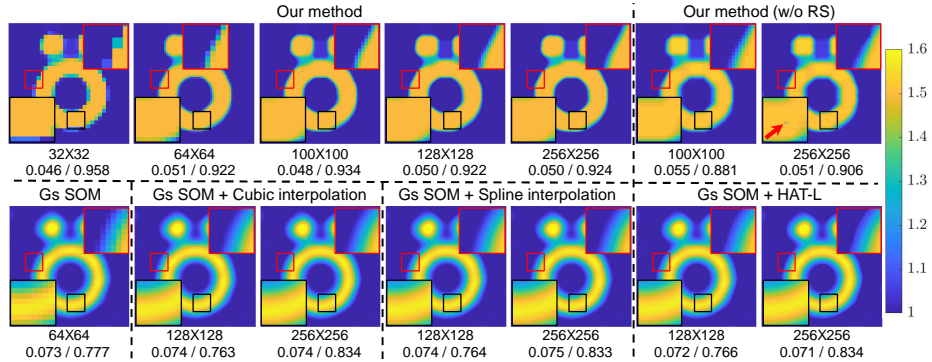 Our method
Our method (w/o RS)
32X32 64X64 100X100 128X128 256X256 100X100 256X256
0.046 / 0.958 0.051 / 0.922 0.048 / 0.934 0.050 / 0.922 0.050 / 0.924 0.055 / 0.881 0.051 / 0.906
Gs SOM Gs SOM + Cubic interpolation Gs SOM + Spline interpolation Gs SOM + HAT-L
64X64 128X128 256X256 128X128 256X256 128X128 256X256
0.073 / 0.777 0.074 / 0.763 0.074 / 0.834 0.074 / 0.764 0.075 / 0.833 0.072 / 0.766 0.071 / 0.834
1.6
1.5
1.4
1.3
1.2
1.1
1